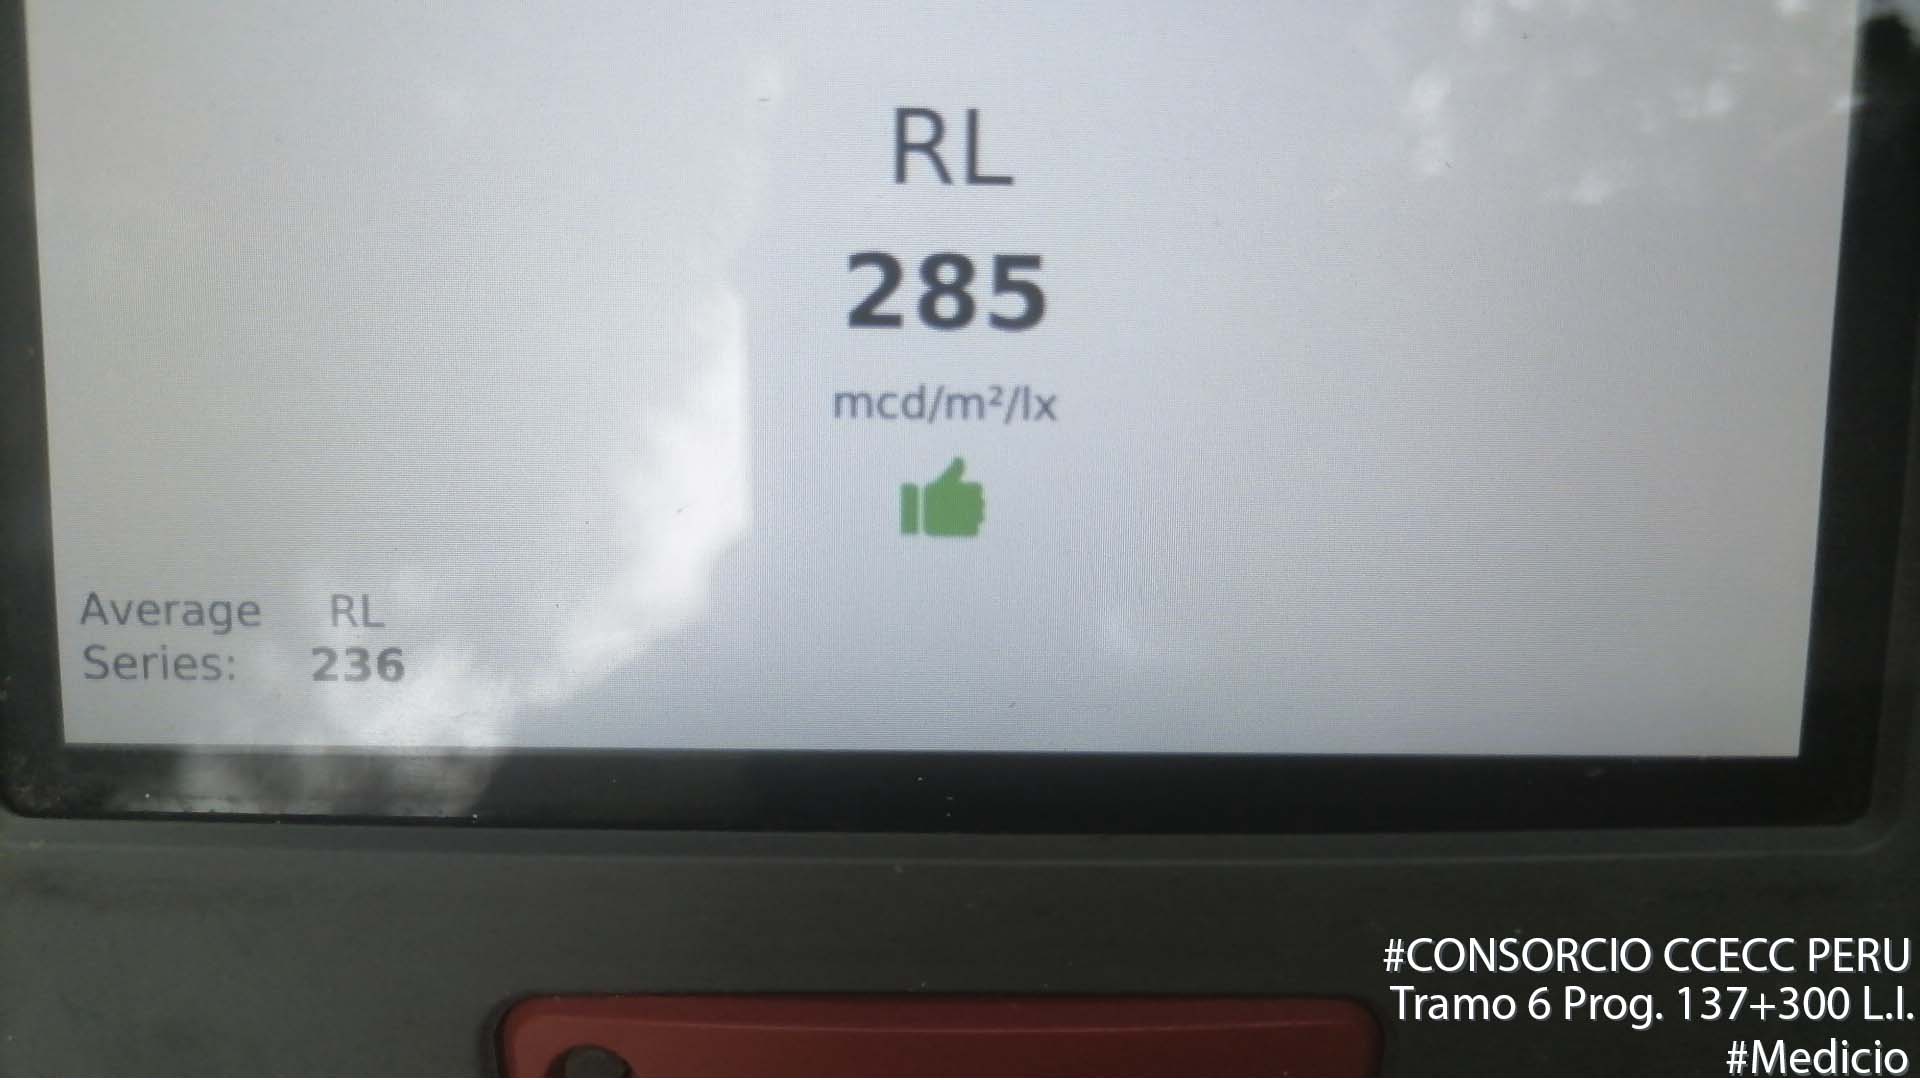 RL
285
mcd/m²/lx
Average RL
Series: 236
#CONSORCIO CCECC PERU
Tramo 6 Prog. 137+300 L.I.
#Medicio